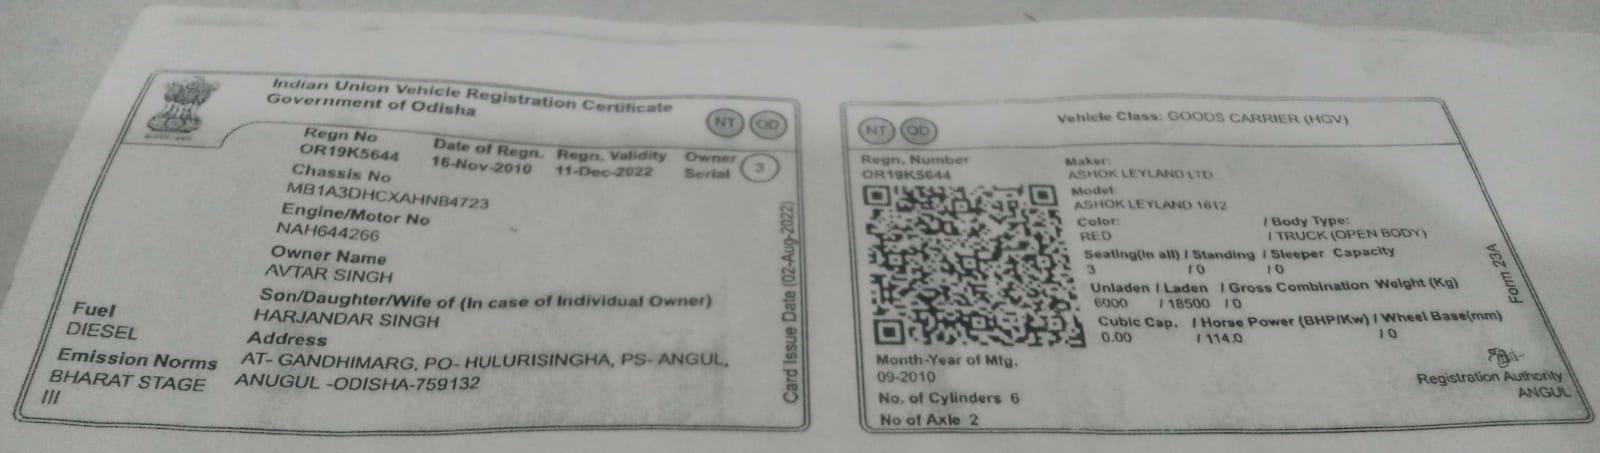 Indian Union Vehicle Registration Certificate
Government of Odisha
NT OD
Regn No
OR19K5644
Date of Regn. Regn. Validity Owner
16-Nov-2010 11-Dec-2022 Serial 3
Chassis No
MB1A3DHCXAHNB4723
Engine/Motor No
NAH644266
Owner Name
AVTAR SINGH
Son/Daughter/Wife of (In case of Individual Owner)
HARJANDAR SINGH
Fuel
DIESEL
Address
AT- GANDHIMARG, PO- HULURISINGHA, PS- ANGUL,
ANUGUL -ODISHA-759132
Emission Norms
BHARAT STAGE
III
Card Issue Date (02-Aug-2022)
NT OD
Vehicle Class: GOODS CARRIER (HGV)
Regn. Number
OR19K5644
Maker:
ASHOK LEYLAND LTD
Model:
ASHOK LEYLAND 1612
Color: / Body Type:
RED / TRUCK (OPEN BODY)
Seating(in all) / Standing / Sleeper Capacity
3 / 0 / 0
Unladen / Laden / Gross Combination Weight (Kg)
6000 / 18500 / 0
Cubic Cap. / Horse Power (BHP/Kw) / Wheel Base(mm)
0.00 / 114.0 / 0
Month-Year of Mfg.
09-2010
No. of Cylinders 6
No of Axle 2
Form 23A
Registration Authority
ANGUL